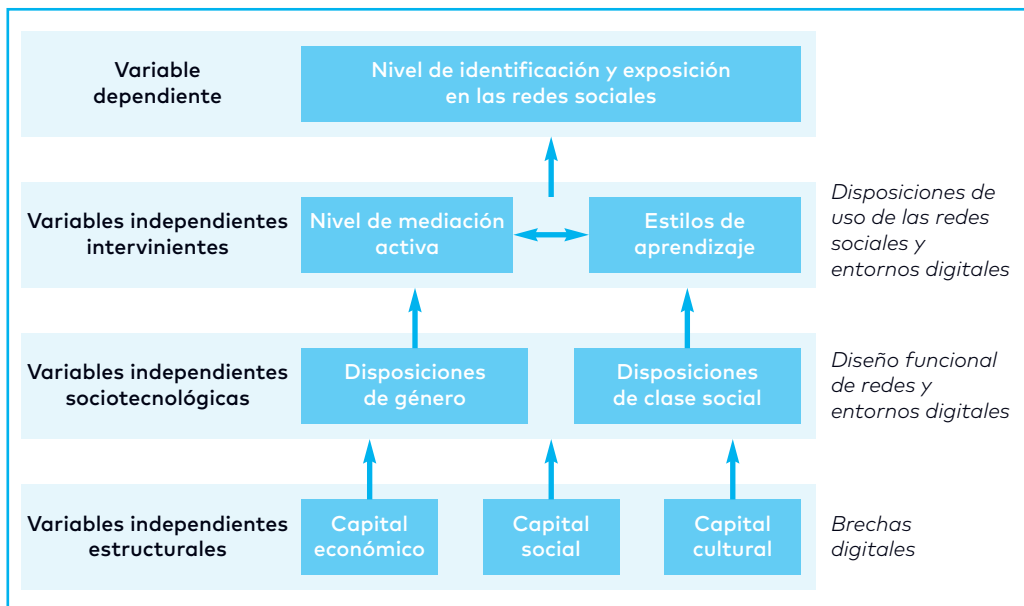 Variable
dependiente
Nivel de identificación y exposición
en las redes sociales
Variables independientes
intervinientes
Nivel de mediación
activa
Estilos de
aprendizaje
Disposiciones de
uso de las redes
sociales y
entornos digitales
Variables independientes
sociotecnológicas
Disposiciones
de género
Disposiciones
de clase social
Diseño funcional
de redes y
entornos digitales
Variables independientes
estructurales
Capital
económico
Capital
social
Capital
cultural
Brechas
digitales